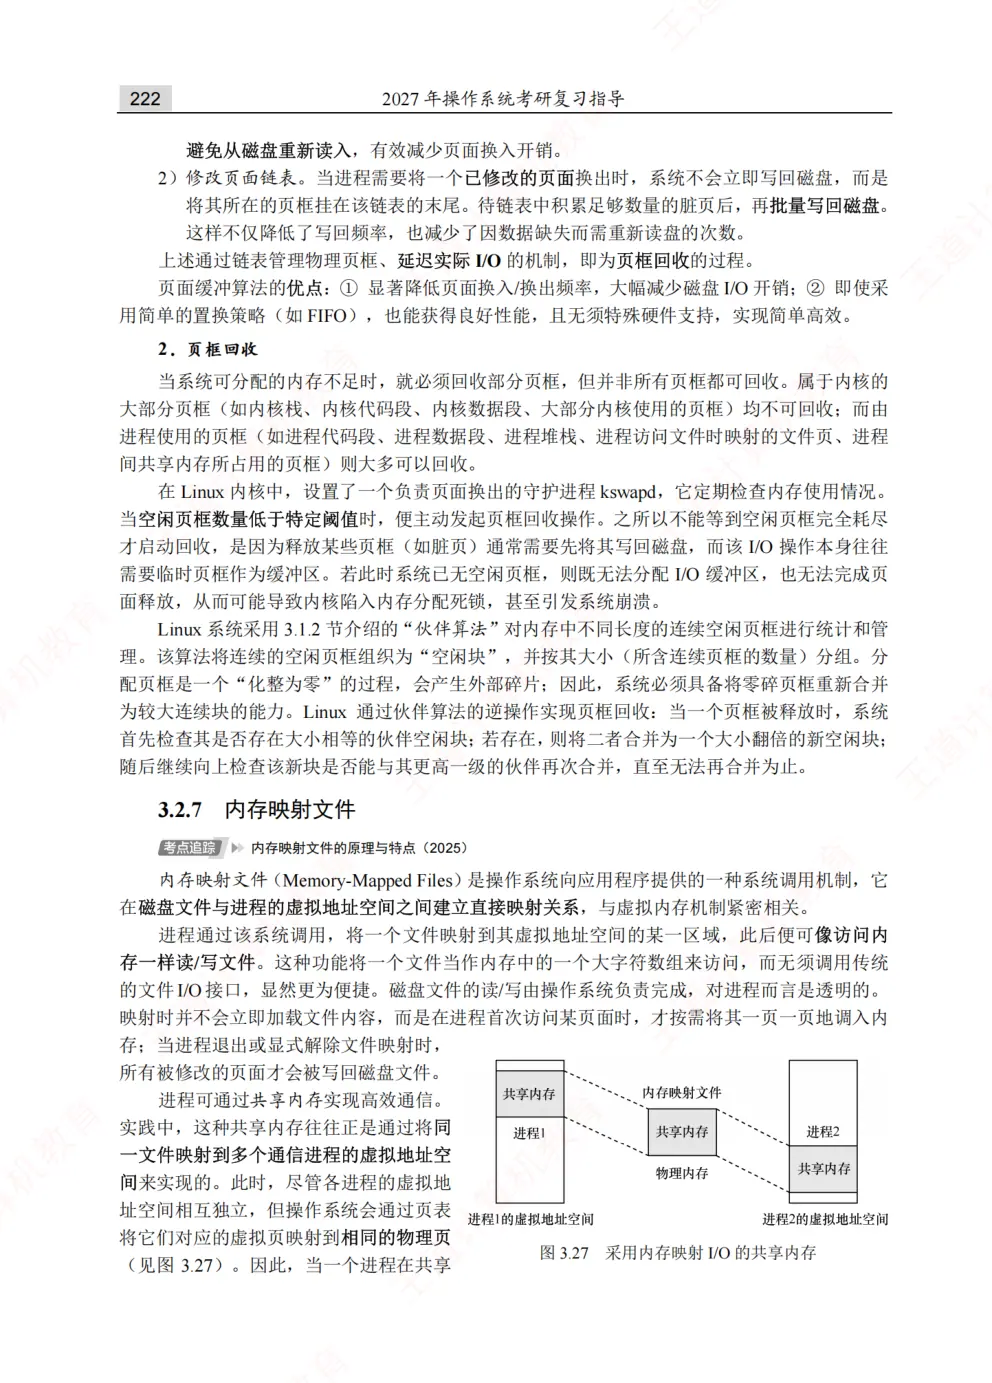 222
2027 年操作系统考研复习指导
避免从磁盘重新读入，有效减少页面换入开销。
2）修改页面链表。当进程需要将一个已修改的页面换出时，系统不会立即写回磁盘，而是
将其所在的页框挂在该链表的末尾。待链表中积累足够数量的脏页后，再批量写回磁盘。
这样不仅降低了写回频率，也减少了因数据缺失而需重新读盘的次数。
上述通过链表管理物理页框、延迟实际 I/O 的机制，即为页框回收的过程。
页面缓冲算法的优点：① 显著降低页面换入/换出频率，大幅减少磁盘 I/O 开销；② 即使采
用简单的置换策略（如 FIFO），也能获得良好性能，且无须特殊硬件支持，实现简单高效。
2．页框回收
当系统可分配的内存不足时，就必须回收部分页框，但并非所有页框都可回收。属于内核的
大部分页框（如内核栈、内核代码段、内核数据段、大部分内核使用的页框）均不可回收；而由
进程使用的页框（如进程代码段、进程数据段、进程堆栈、进程访问文件时映射的文件页、进程
间共享内存所占用的页框）则大多可以回收。
在 Linux 内核中，设置了一个负责页面换出的守护进程 kswapd，它定期检查内存使用情况。
当空闲页框数量低于特定阈值时，便主动发起页框回收操作。之所以不能等到空闲页框完全耗尽
才启动回收，是因为释放某些页框（如脏页）通常需要先将其写回磁盘，而该 I/O 操作本身往往
需要临时页框作为缓冲区。若此时系统已无空闲页框，则既无法分配 I/O 缓冲区，也无法完成页
面释放，从而可能导致内核陷入内存分配死锁，甚至引发系统崩溃。
Linux 系统采用 3.1.2 节介绍的“伙伴算法”对内存中不同长度的连续空闲页框进行统计和管
理。该算法将连续的空闲页框组织为“空闲块”，并按其大小（所含连续页框的数量）分组。分
配页框是一个“化整为零”的过程，会产生外部碎片；因此，系统必须具备将零碎页框重新合并
为较大连续块的能力。Linux 通过伙伴算法的逆操作实现页框回收：当一个页框被释放时，系统
首先检查其是否存在大小相等的伙伴空闲块；若存在，则将二者合并为一个大小翻倍的新空闲块；
随后继续向上检查该新块是否能与其更高一级的伙伴再次合并，直至无法再合并为止。
3.2.7 内存映射文件
考点追踪 内存映射文件的原理与特点（2025）
内存映射文件（Memory-Mapped Files）是操作系统向应用程序提供的一种系统调用机制，它
在磁盘文件与进程的虚拟地址空间之间建立直接映射关系，与虚拟内存机制紧密相关。
进程通过该系统调用，将一个文件映射到其虚拟地址空间的某一区域，此后便可像访问内
存一样读/写文件。这种功能将一个文件当作内存中的一个大字符数组来访问，而无须调用传统
的文件 I/O 接口，显然更为便捷。磁盘文件的读/写由操作系统负责完成，对进程而言是透明的。
映射时并不会立即加载文件内容，而是在进程首次访问某页面时，才按需将其一页一页地调入内
存；当进程退出或显式解除文件映射时，
所有被修改的页面才会被写回磁盘文件。
进程可通过共享内存实现高效通信。
实践中，这种共享内存往往正是通过将同
一文件映射到多个通信进程的虚拟地址空
间来实现的。此时，尽管各进程的虚拟地
址空间相互独立，但操作系统会通过页表
将它们对应的虚拟页映射到相同的物理页
（见图 3.27）。因此，当一个进程在共享
共享内存
进程1
进程1的虚拟地址空间
内存映射文件
共享内存
物理内存
进程2
共享内存
进程2的虚拟地址空间
图 3.27 采用内存映射 I/O 的共享内存